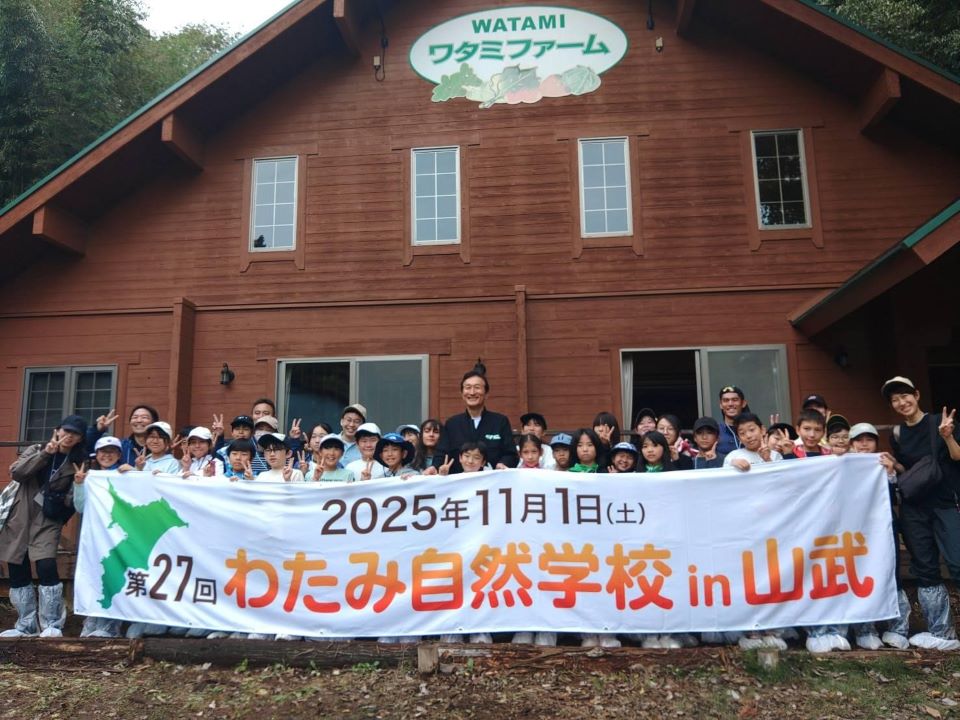 WATAMI
ワタミファーム
2025年11月1日(土)
第27回 わたみ自然学校 in 山武